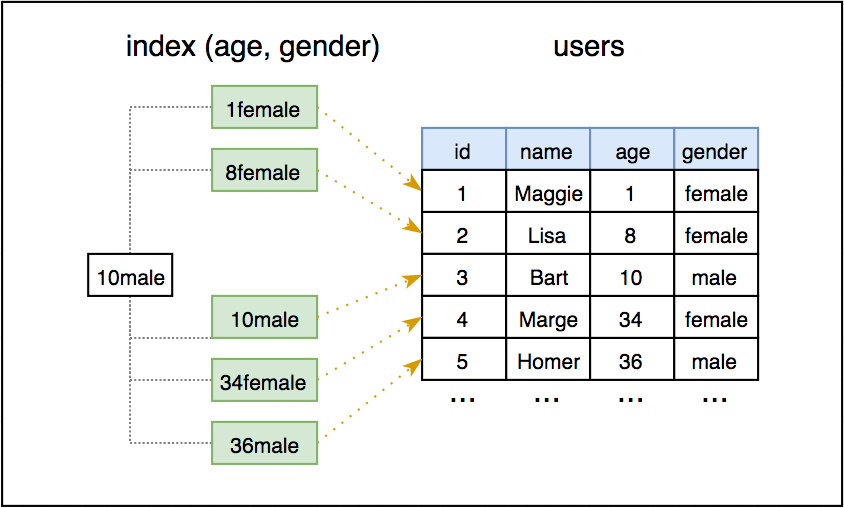 index (age, gender)
users
1female
8female
10male
10male
34female
36male
id name age gender
1 Maggie 1 female
2 Lisa 8 female
3 Bart 10 male
4 Marge 34 female
5 Homer 36 male
... ... ... ...